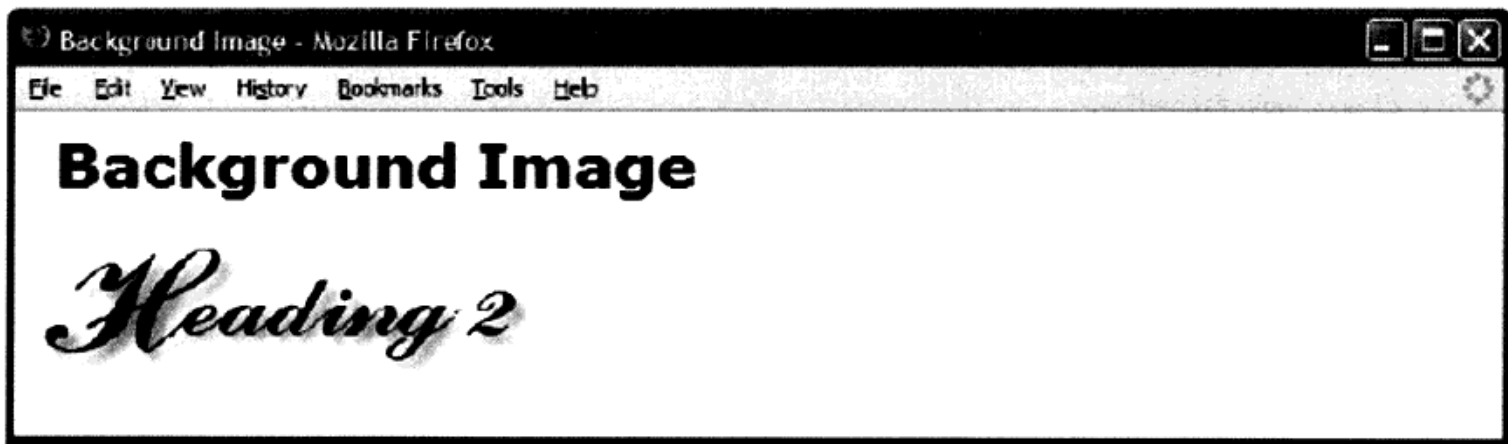 Background Image - Mozilla Firefox
File Edit View History Bookmarks Tools Help
Background Image
Heading 2